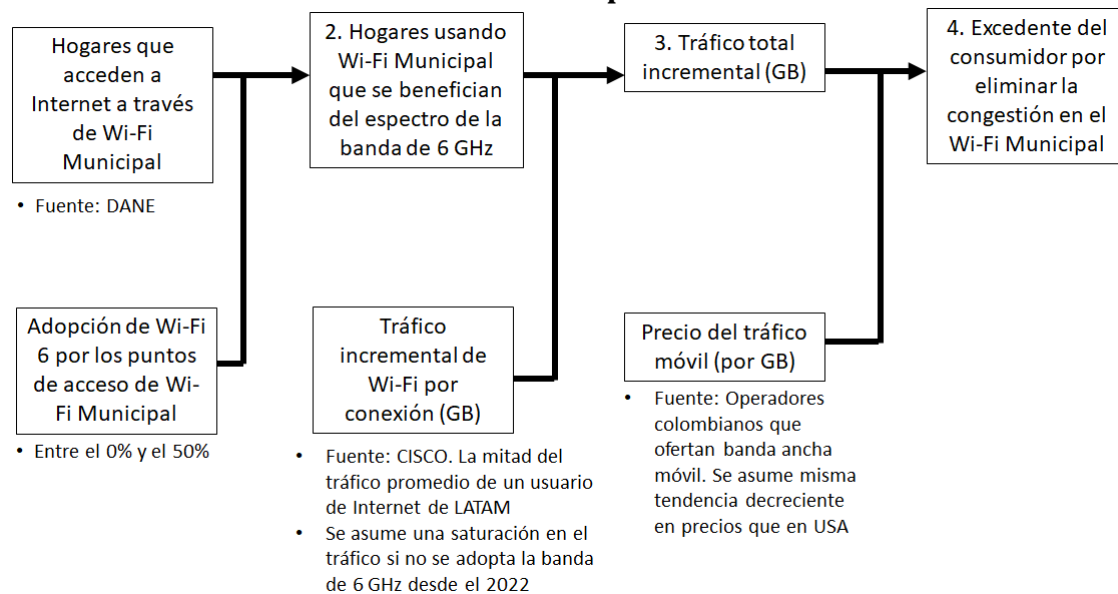 Hogares que
acceden a
Internet a través
de Wi-Fi
Municipal
• Fuente: DANE
Adopción de Wi-Fi
6 por los puntos
de acceso de Wi-
Fi Municipal
• Entre el 0% y el 50%
2. Hogares usando
Wi-Fi Municipal
que se benefician
del espectro de la
banda de 6 GHz
Tráfico
incremental de
Wi-Fi por
conexión (GB)
• Fuente: CISCO. La mitad del
tráfico promedio de un usuario
de Internet de LATAM
• Se asume una saturación en el
tráfico si no se adopta la banda
de 6 GHz desde el 2022
3. Tráfico total
incremental (GB)
Precio del tráfico
móvil (por GB)
• Fuente: Operadores
colombianos que
ofertan banda ancha
móvil. Se asume misma
tendencia decreciente
en precios que en USA
4. Excedente del
consumidor por
eliminar la
congestión en el
Wi-Fi Municipal